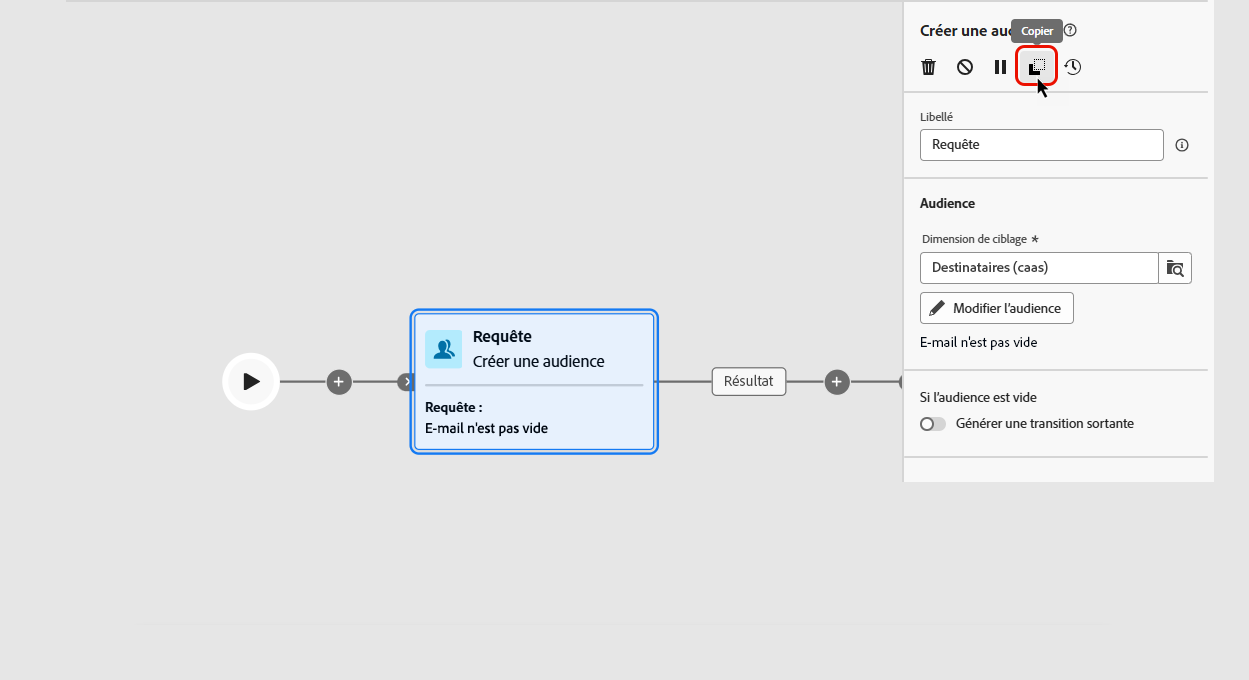 Créer une au
Copier
Libellé
Requête
Audience
Dimension de ciblage *
Destinataires (caas)
Modifier l'audience
E-mail n'est pas vide
Si l'audience est vide
Générer une transition sortante
Requête
Créer une audience
Requête :
E-mail n'est pas vide
Résultat